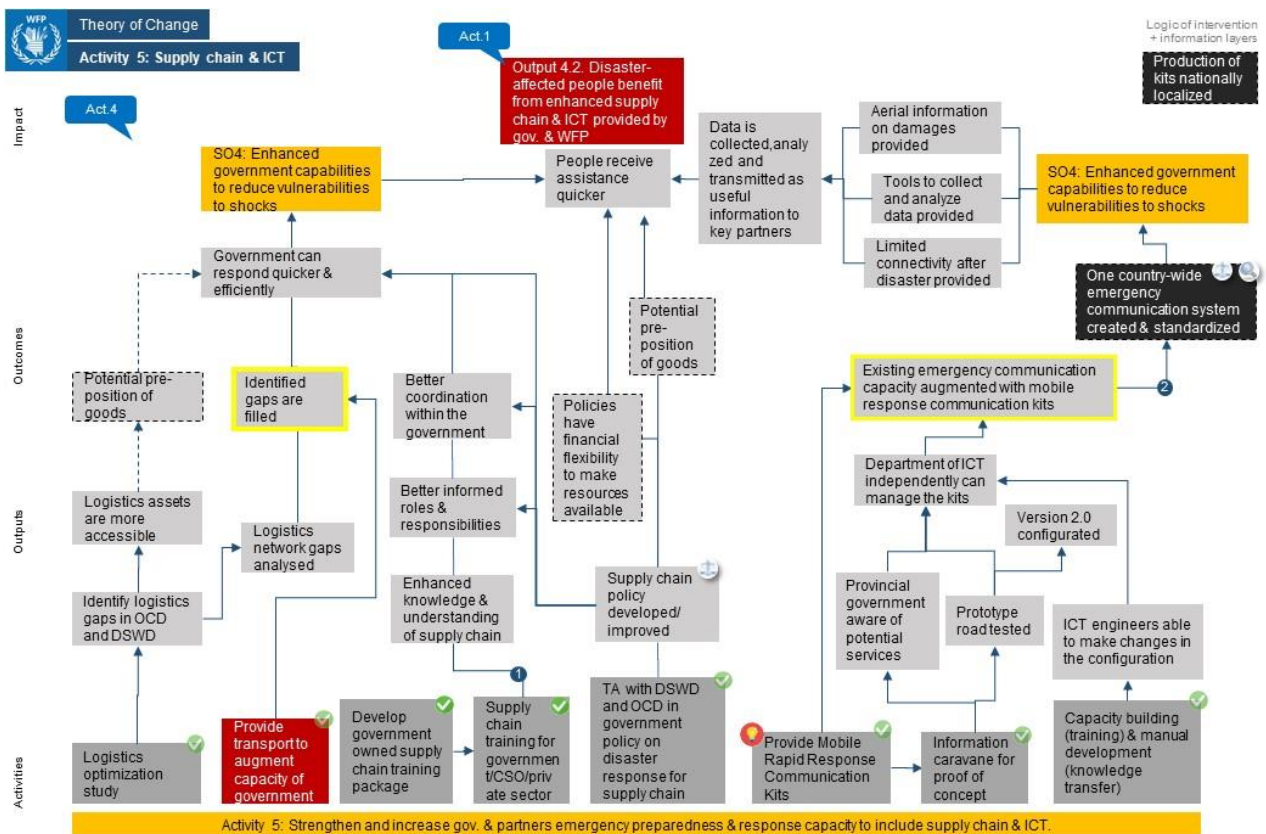 WFP
Theory of Change
Activity 5: Supply chain & ICT
Act.1
Logic of intervention
+ information layers
Production of
kits nationally
localized
Act.4
Output 4.2. Disaster-
affected people benefit
from enhanced supply
chain & ICT provided by
gov. & WFP
Impact
Data is
collected,analy
zed and
transmitted as
useful
information to
key partners
Aerial information
on damages
provided
SO4: Enhanced
government capabilities
to reduce vulnerabilities
to shocks
People receive
assistance
quicker
Tools to collect
and analyze
data provided
SO4: Enhanced government
capabilities to reduce
vulnerabilities to shocks
Limited
connectivity after
disaster provided
Government can
respond quicker &
efficiently
One country-wide
emergency
communication system
created & standardized
Outcomes
Potential
pre-
position
of goods
Potential pre-
position of
goods
Identified
gaps are
filled
Better
coordination
within the
government
Policies
have
financial
flexibility
to make
resources
available
Existing emergency communication
capacity augmented with mobile
response communication kits
2
Department of ICT
independently can
manage the kits
Outputs
Logistics assets
are more
accessible
Better informed
roles &
responsibilities
Logistics
network gaps
analysed
Version 2.0
configurated
Identify logistics
gaps in OCD
and DSWD
Enhanced
knowledge &
understanding
of supply chain
Supply chain
policy
developed/
improved
Provincial
government
aware of
potential
services
Prototype
road tested
ICT engineers able
to make changes in
the configuration
1
Activities
Logistics
optimization
study
Provide
transport to
augment
capacity of
government
Develop
government
owned supply
chain training
package
Supply
chain
training for
governmen
t/CSO/priv
ate sector
TA with DSWD
and OCD in
government
policy on
disaster
response for
supply chain
Provide Mobile
Rapid Response
Communication
Kits
Information
caravane for
proof of
concept
Capacity building
(training) & manual
development
(knowledge
transfer)
Activity 5: Strengthen and increase gov. & partners emergency preparedness & response capacity to include supply chain & ICT.